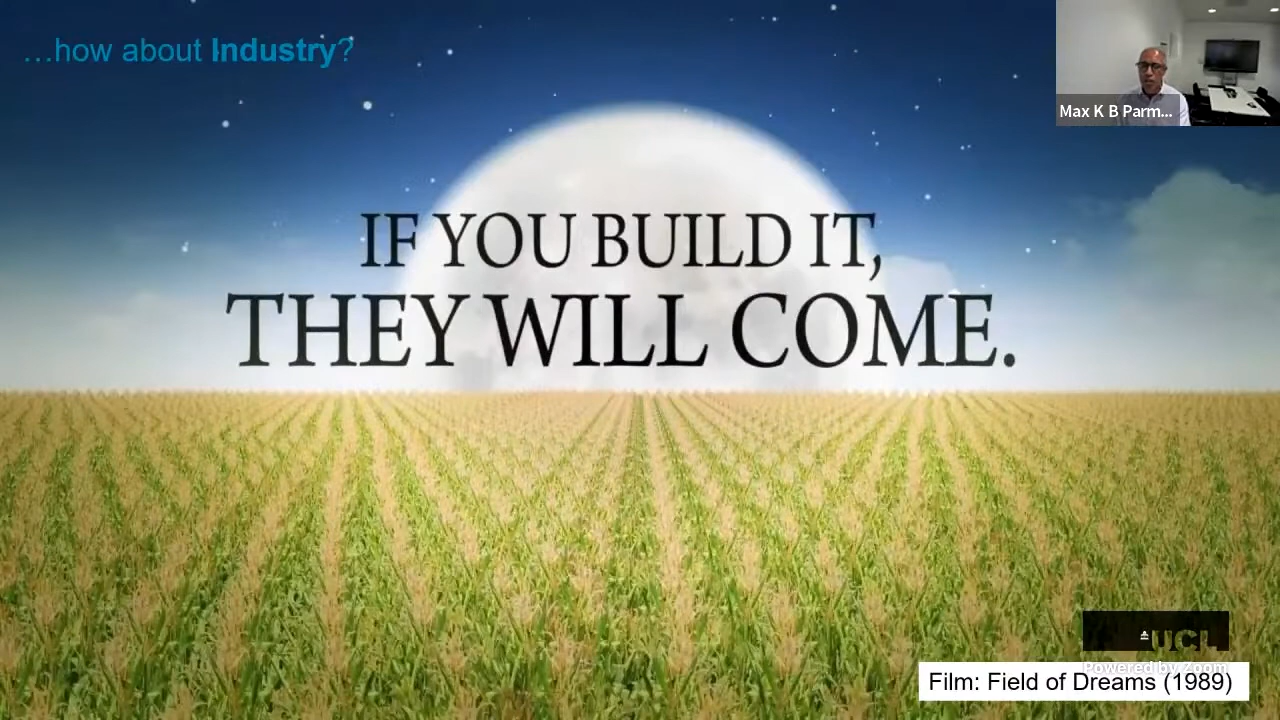 …how about Industry?
Max K B Parm...
IF YOU BUILD IT,
THEY WILL COME.
UCL
Powered by Zoom
Film: Field of Dreams (1989)